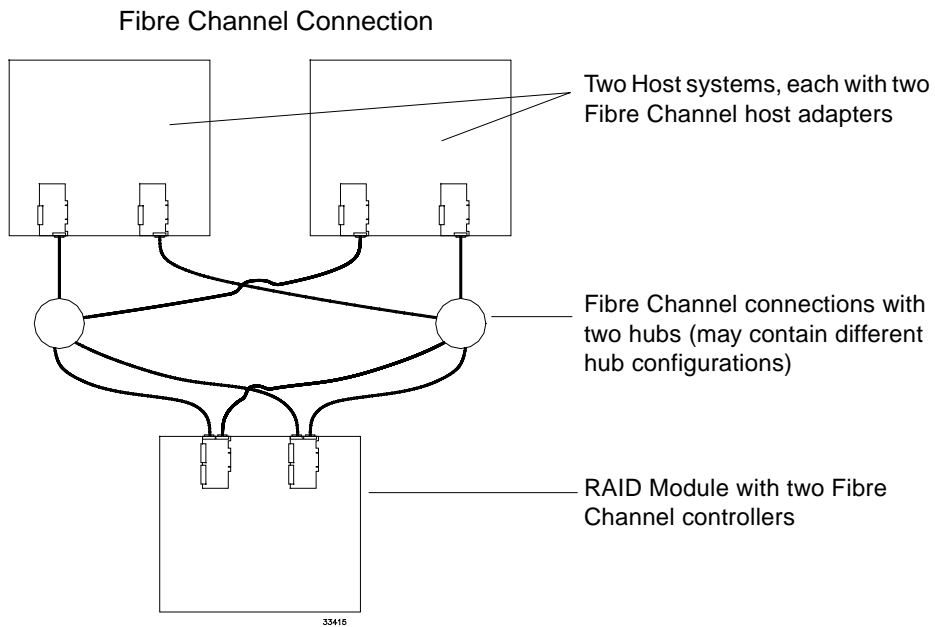 Fibre Channel Connection
Two Host systems, each with two
Fibre Channel host adapters
Fibre Channel connections with
two hubs (may contain different
hub configurations)
RAID Module with two Fibre
Channel controllers
33415